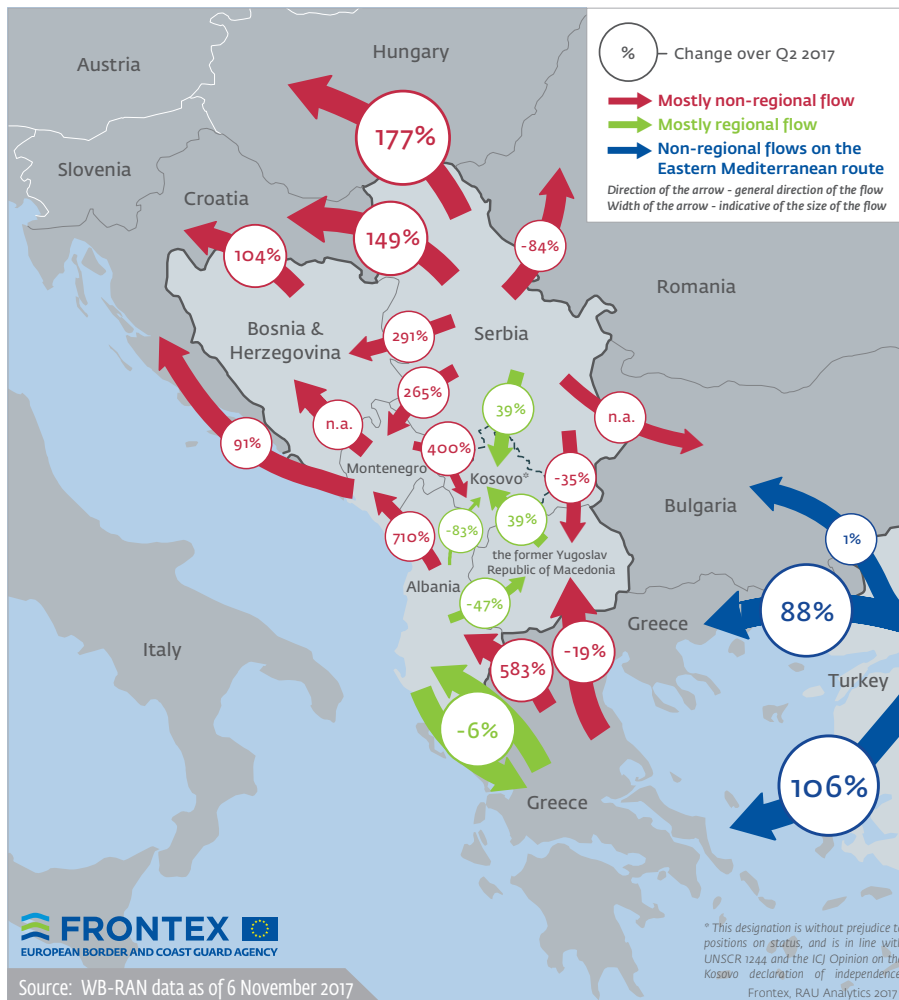 % Change over Q2 2017
Mostly non-regional flow
Mostly regional flow
Non-regional flows on the
Eastern Mediterranean route
Direction of the arrow - general direction of the flow
Width of the arrow - indicative of the size of the flow
Hungary
Austria
177%
Slovenia
Croatia
149%
104%
-84%
Romania
Bosnia &
Herzegovina
291%
Serbia
265%
39%
n.a.
n.a.
91%
400%
Montenegro
Kosovo*
-35%
Bulgaria
710%
-83%
39%
1%
the former Yugoslav
Republic of Macedonia
Albania
-47%
88%
Greece
Italy
583%
-19%
Turkey
-6%
106%
Greece
FRONTEX
EUROPEAN BORDER AND COAST GUARD AGENCY
* This designation is without prejudice to
positions on status, and is in line with
UNSCR 1244 and the ICJ Opinion on the
Kosovo declaration of independence
Source: WB-RAN data as of 6 November 2017
Frontex, RAU Analytics 2017